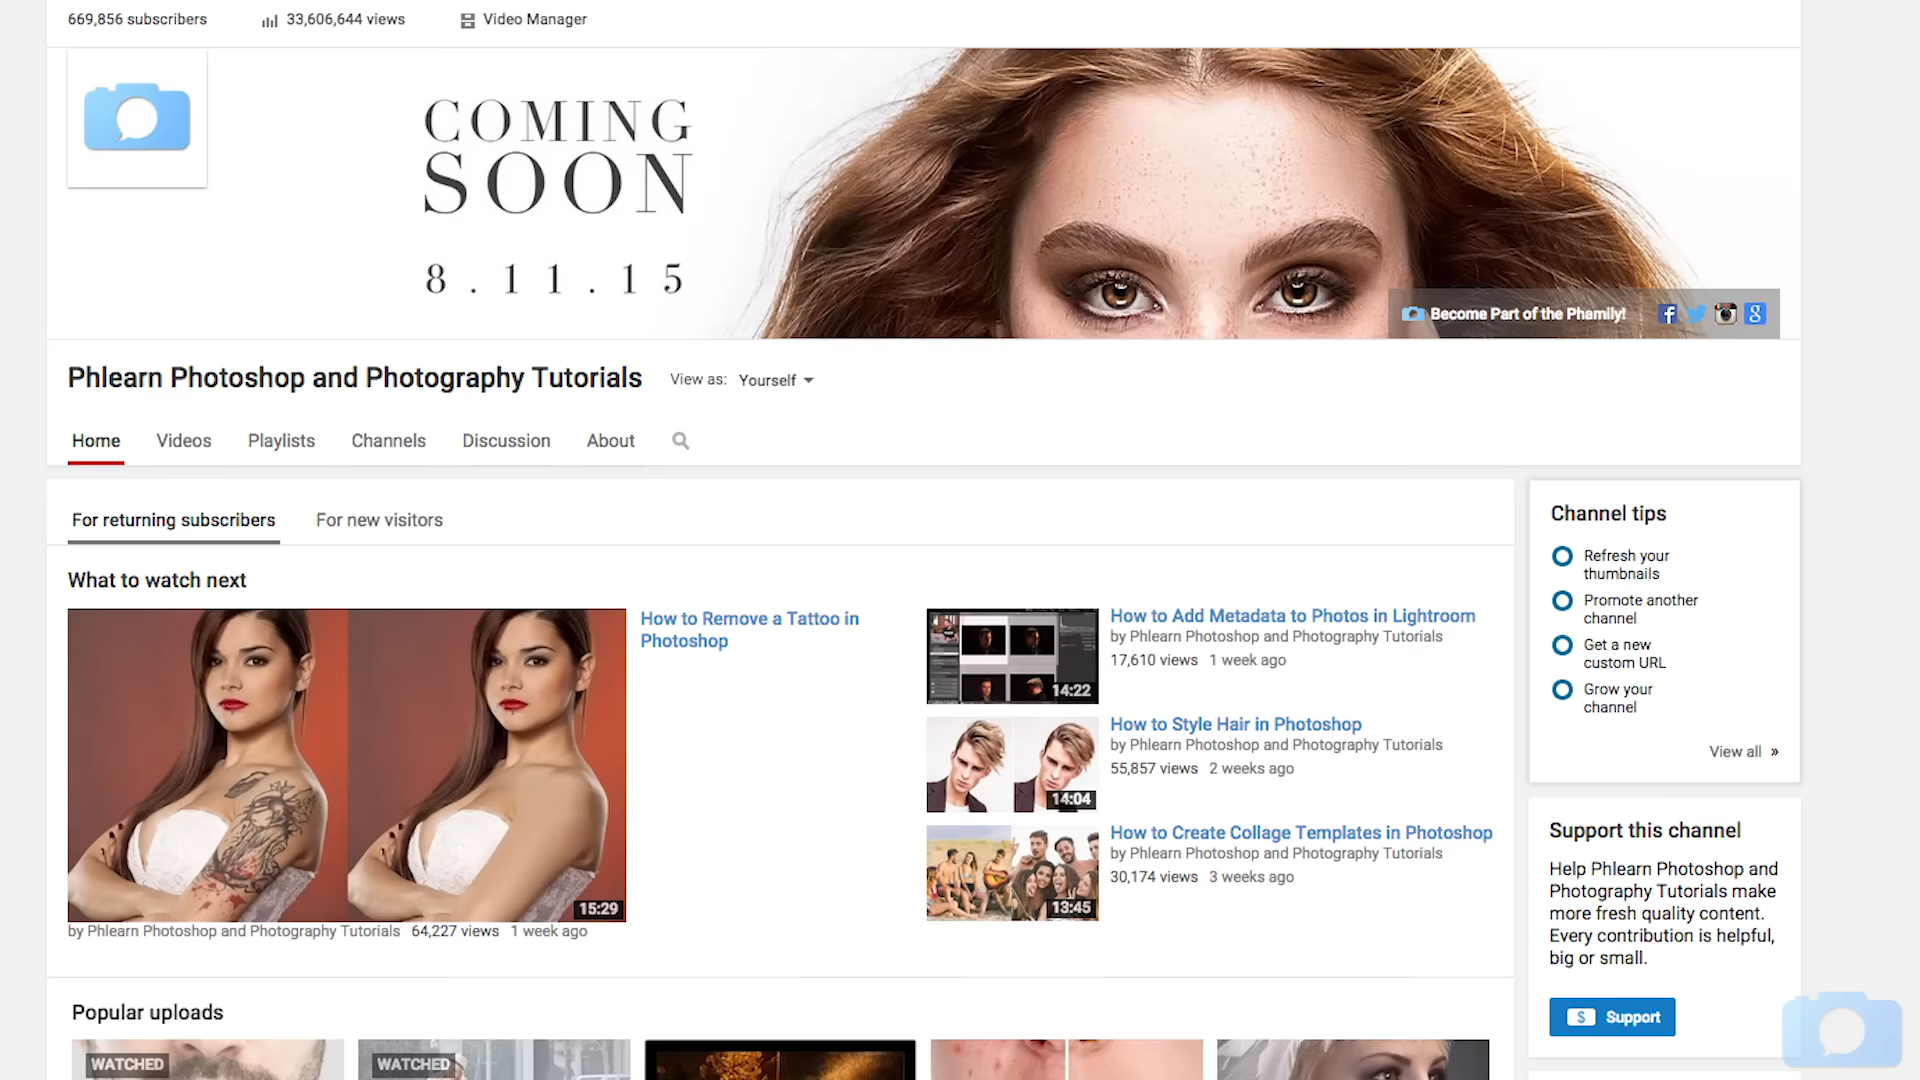 669,856 subscribers
33,606,644 views
Video Manager
COMING
SOON
8.11.15
Become Part of the Phamily!
Phlearn Photoshop and Photography Tutorials
View as: Yourself
Home
Videos
Playlists
Channels
Discussion
About
For returning subscribers
For new visitors
What to watch next
15:29
How to Remove a Tattoo in
Photoshop
by Phlearn Photoshop and Photography Tutorials 64,227 views 1 week ago
14:22
How to Add Metadata to Photos in Lightroom
by Phlearn Photoshop and Photography Tutorials
17,610 views 1 week ago
14:04
How to Style Hair in Photoshop
by Phlearn Photoshop and Photography Tutorials
55,857 views 2 weeks ago
13:45
How to Create Collage Templates in Photoshop
by Phlearn Photoshop and Photography Tutorials
30,174 views 3 weeks ago
Popular uploads
WATCHED
WATCHED
Channel tips
Refresh your
thumbnails
Promote another
channel
Get a new
custom URL
Grow your
channel
View all »
Support this channel
Help Phlearn Photoshop and
Photography Tutorials make
more fresh quality content.
Every contribution is helpful,
big or small.
$ Support